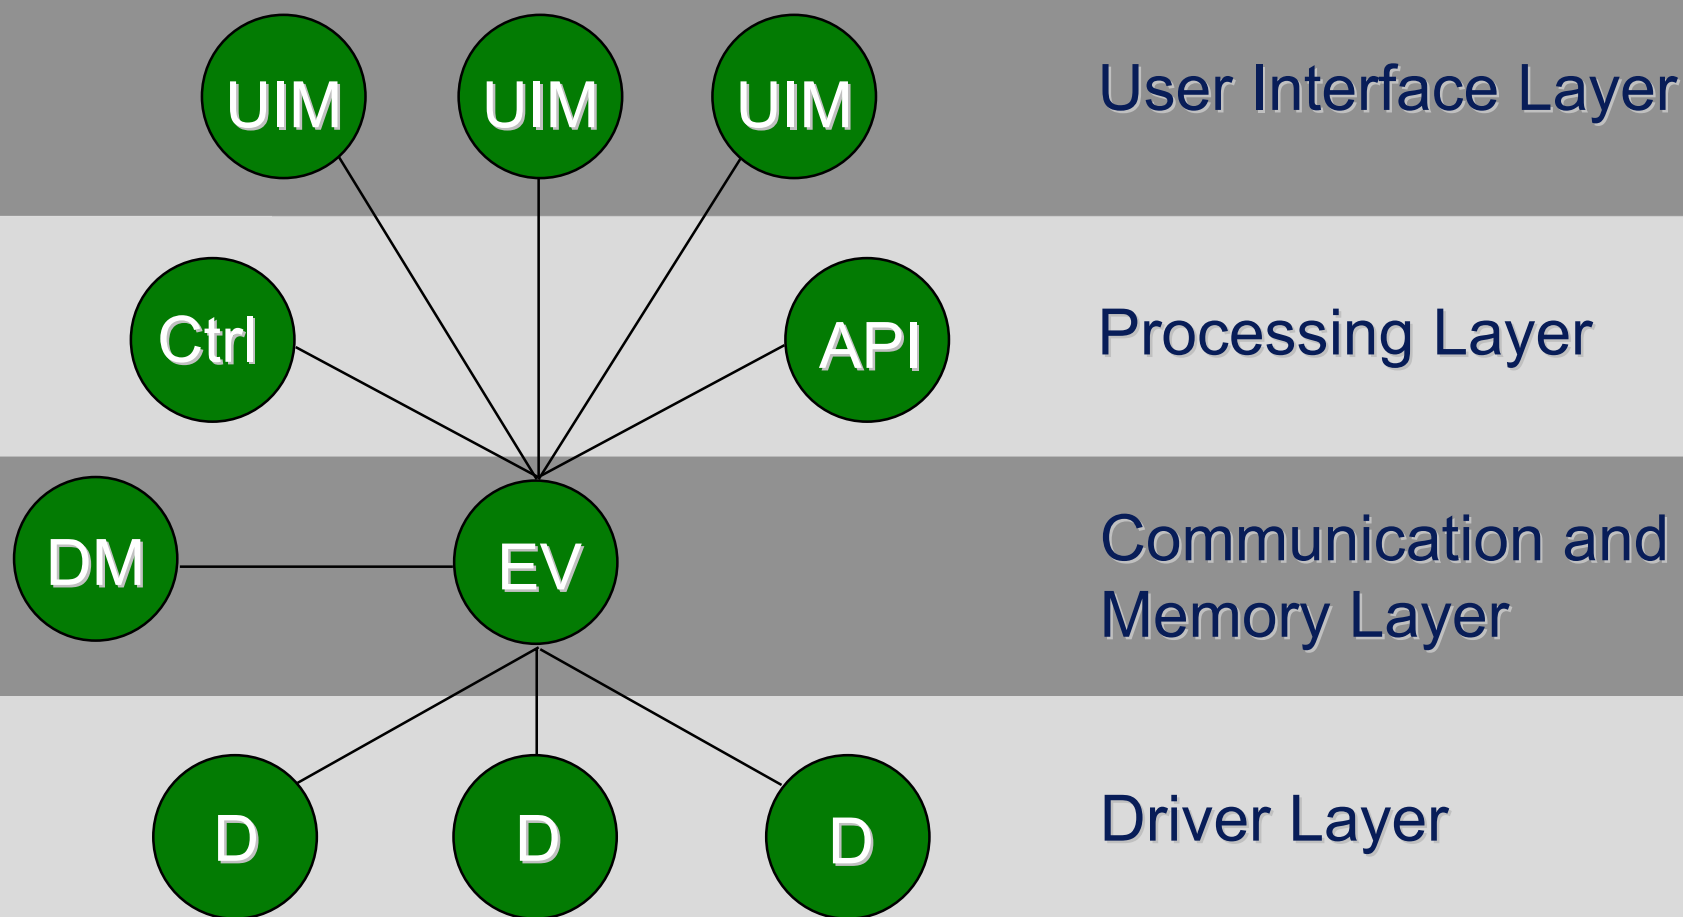 UIM UIM UIM User Interface Layer
Ctrl API Processing Layer
DM EV Communication and
Memory Layer
D D D Driver Layer